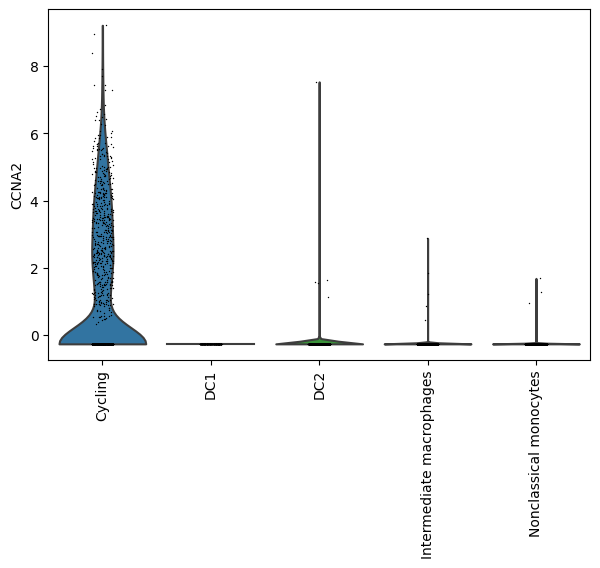 CCNA2
8
6
4
2
0
Cycling
DC1
DC2
Intermediate macrophages
Nonclassical monocytes